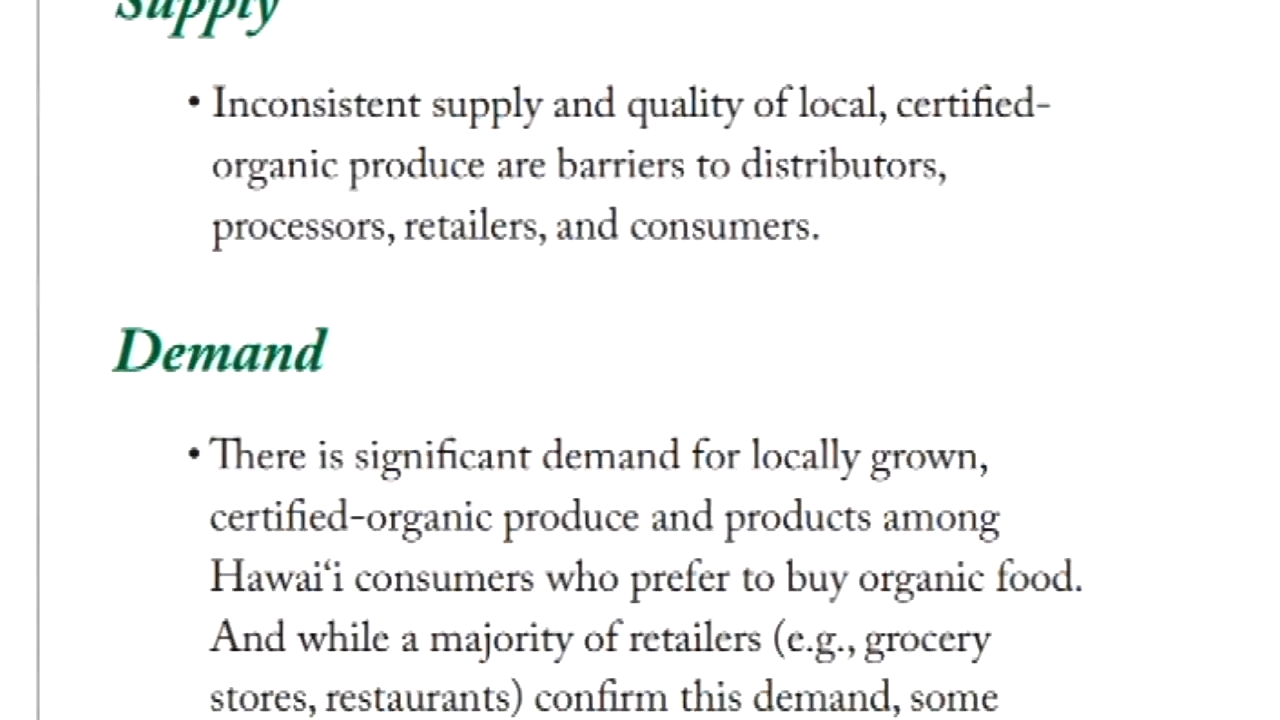 Supply
• Inconsistent supply and quality of local, certified-
organic produce are barriers to distributors,
processors, retailers, and consumers.
Demand
• There is significant demand for locally grown,
certified-organic produce and products among
Hawai‘i consumers who prefer to buy organic food.
And while a majority of retailers (e.g., grocery
stores, restaurants) confirm this demand, some